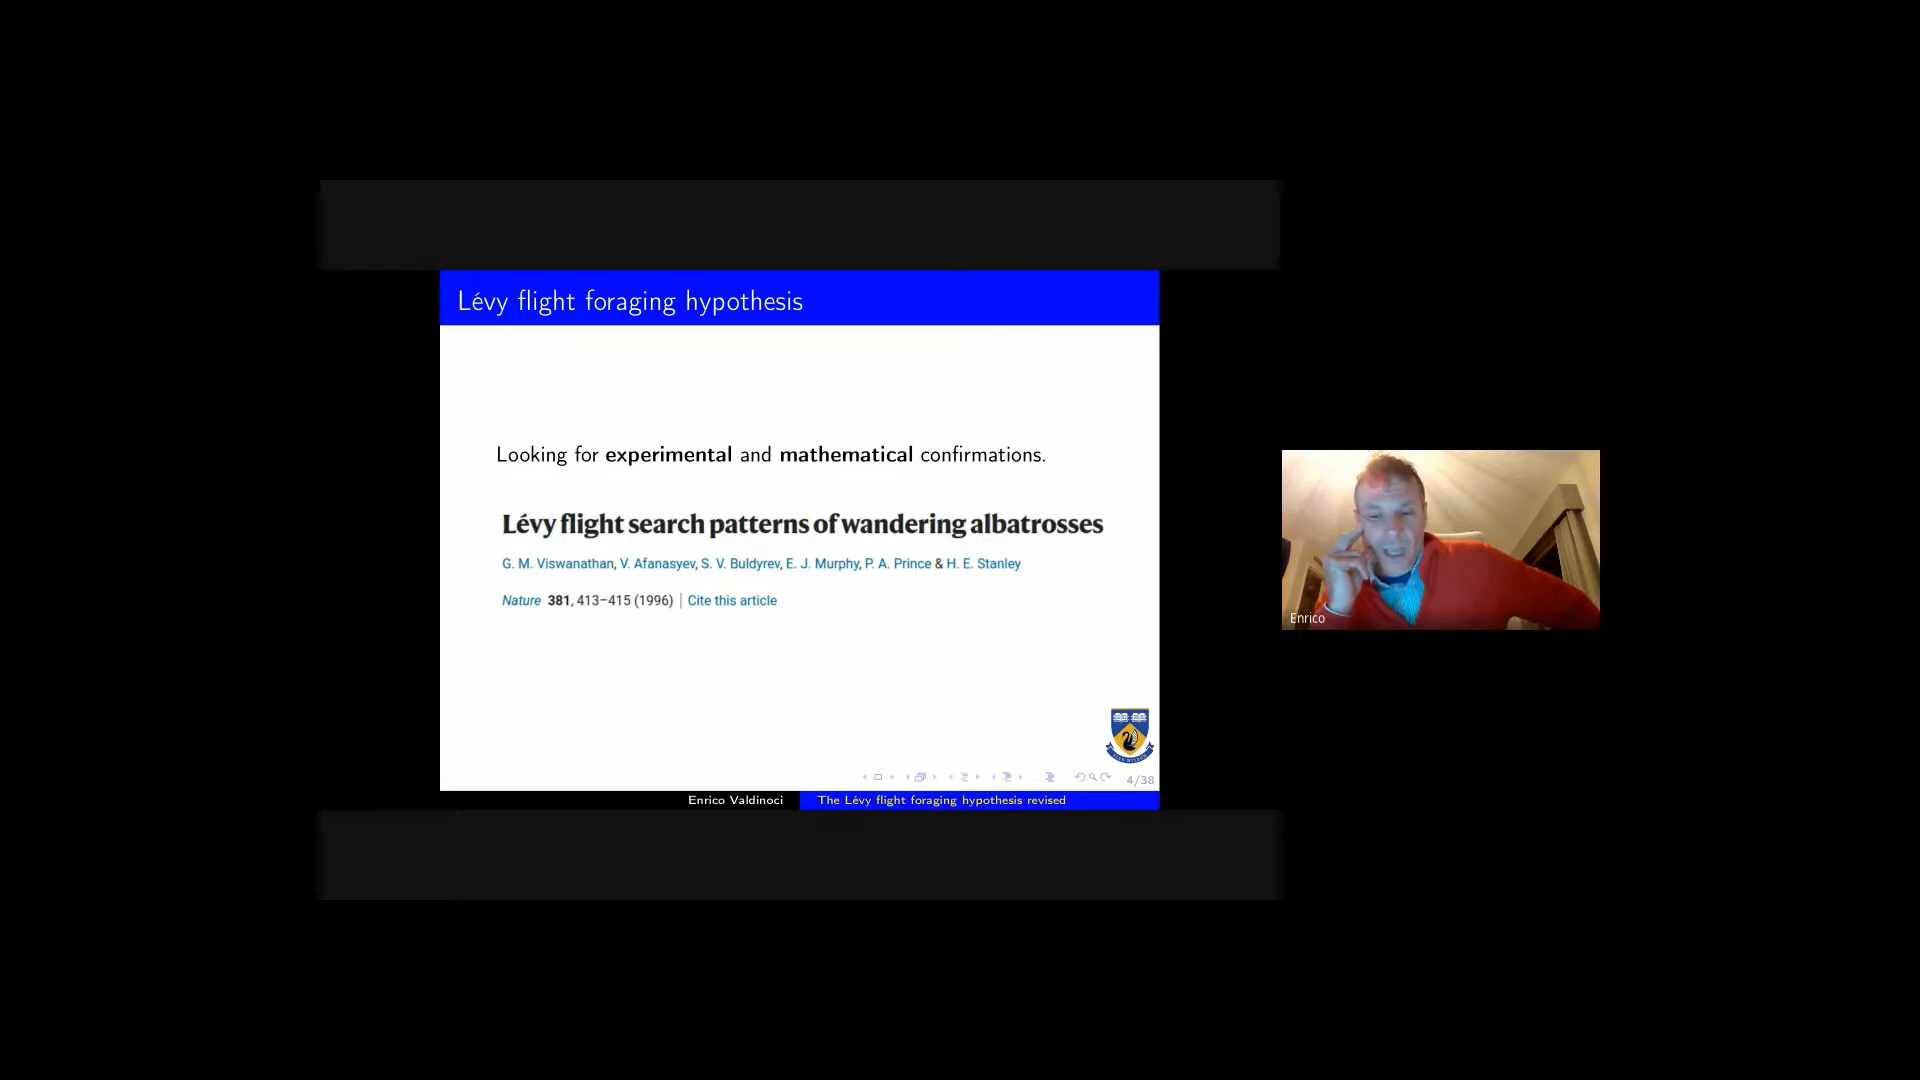 Lévy flight foraging hypothesis
Looking for experimental and mathematical confirmations.
Lévy flight search patterns of wandering albatrosses
G. M. Viswanathan, V. Afanasyev, S. V. Buldyrev, E. J. Murphy, P. A. Prince & H. E. Stanley
Nature 381, 413–415 (1996) | Cite this article
4/38
Enrico Valdinoci
The Lévy flight foraging hypothesis revised
Enrico